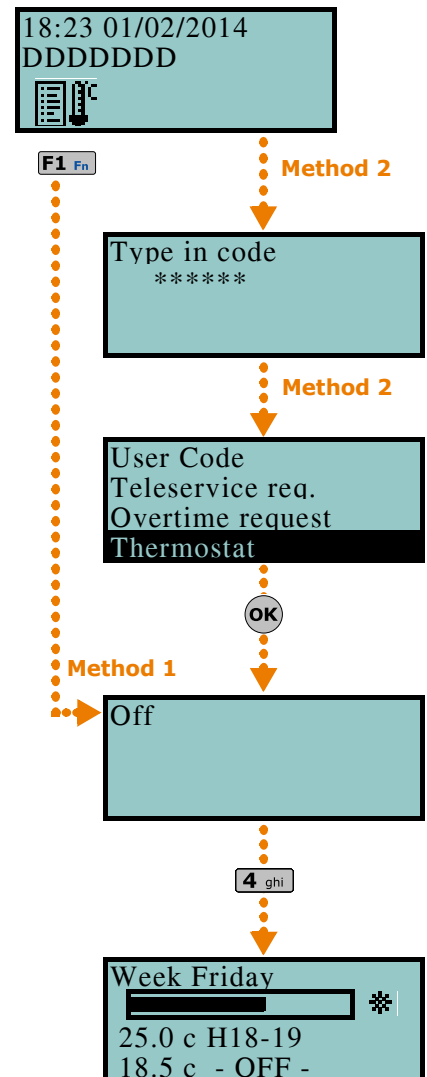 18:23 01/02/2014
DDDDDDD
°C
F1 Fn
Method 2
Type in code
******
Method 2
User Code
Teleservice req.
Overtime request
Thermostat
OK
Method 1
Off
4 ghi
Week Friday
25.0 c H18-19
18.5 c - OFF -